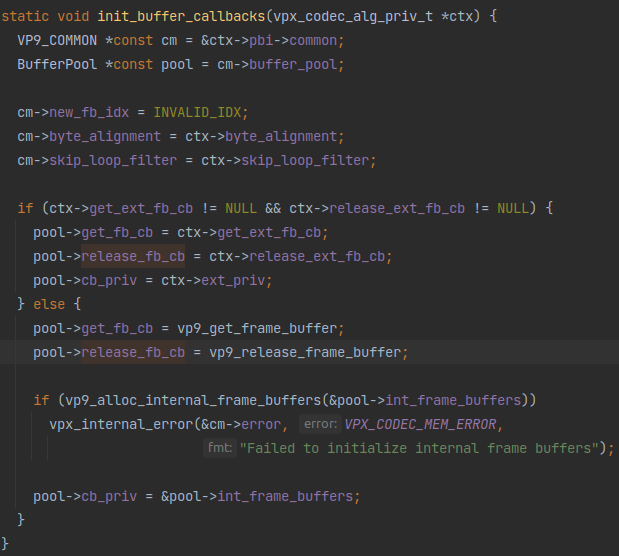 static void init_buffer_callbacks(vpx_codec_alg_priv_t *ctx) {
  VP9_COMMON *const cm = &ctx->pbi->common;
  BufferPool *const pool = cm->buffer_pool;

  cm->new_fb_idx = INVALID_IDX;
  cm->byte_alignment = ctx->byte_alignment;
  cm->skip_loop_filter = ctx->skip_loop_filter;

  if (ctx->get_ext_fb_cb != NULL && ctx->release_ext_fb_cb != NULL) {
    pool->get_fb_cb = ctx->get_ext_fb_cb;
    pool->release_fb_cb = ctx->release_ext_fb_cb;
    pool->cb_priv = ctx->ext_priv;
  } else {
    pool->get_fb_cb = vp9_get_frame_buffer;
    pool->release_fb_cb = vp9_release_frame_buffer;

    if (vp9_alloc_internal_frame_buffers(&pool->int_frame_buffers))
      vpx_internal_error(&cm->error, error: VPX_CODEC_MEM_ERROR,
                         fmt: "Failed to initialize internal frame buffers");

    pool->cb_priv = &pool->int_frame_buffers;
  }
}